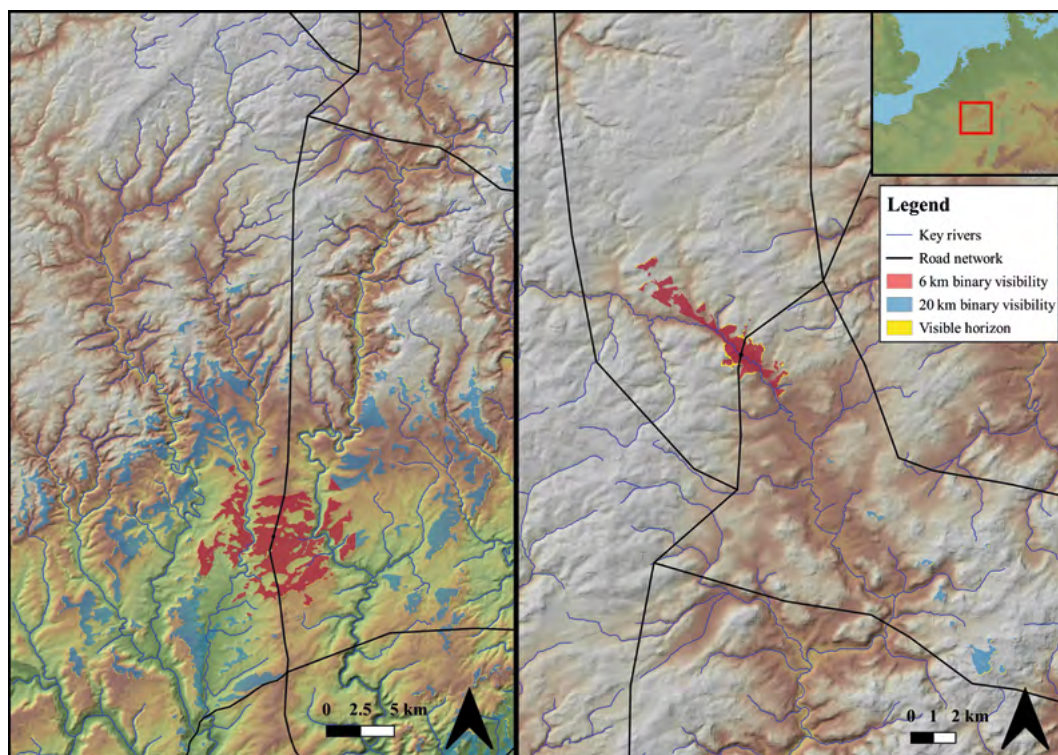 Legend
Key rivers
Road network
6 km binary visibility
20 km binary visibility
Visible horizon
0 2.5 5 km
0 1 2 km